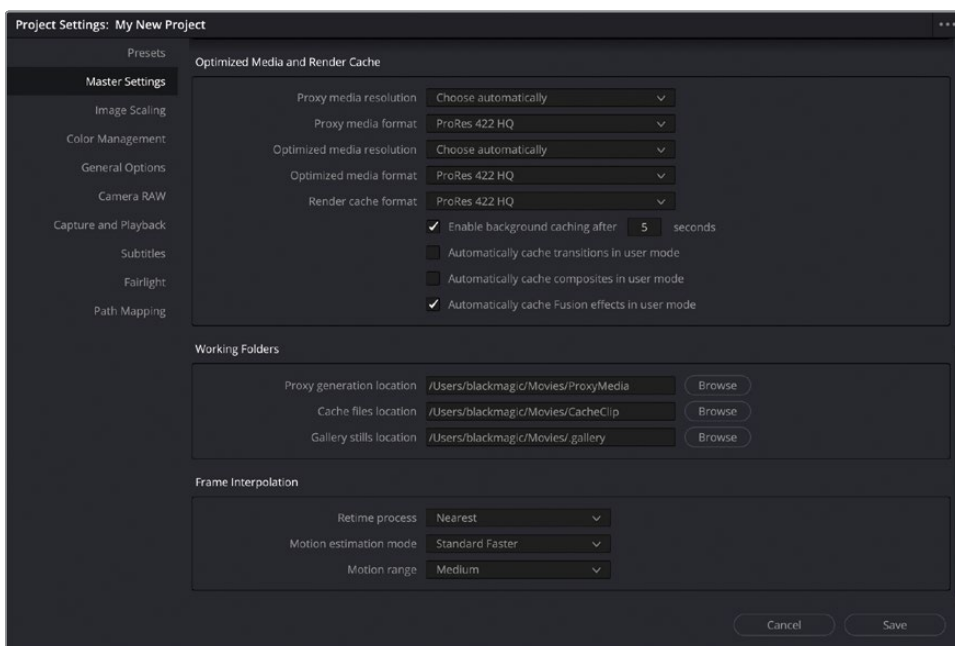 Project Settings: My New Project
Presets
Master Settings
Image Scaling
Color Management
General Options
Camera RAW
Capture and Playback
Subtitles
Fairlight
Path Mapping
Optimized Media and Render Cache
Proxy media resolution Choose automatically
Proxy media format ProRes 422 HQ
Optimized media resolution Choose automatically
Optimized media format ProRes 422 HQ
Render cache format ProRes 422 HQ
Enable background caching after 5 seconds
Automatically cache transitions in user mode
Automatically cache composites in user mode
Automatically cache Fusion effects in user mode
Working Folders
Proxy generation location /Users/blackmagic/Movies/ProxyMedia Browse
Cache files location /Users/blackmagic/Movies/CacheClip Browse
Gallery stills location /Users/blackmagic/Movies/.gallery Browse
Frame Interpolation
Retime process Nearest
Motion estimation mode Standard Faster
Motion range Medium
Cancel Save